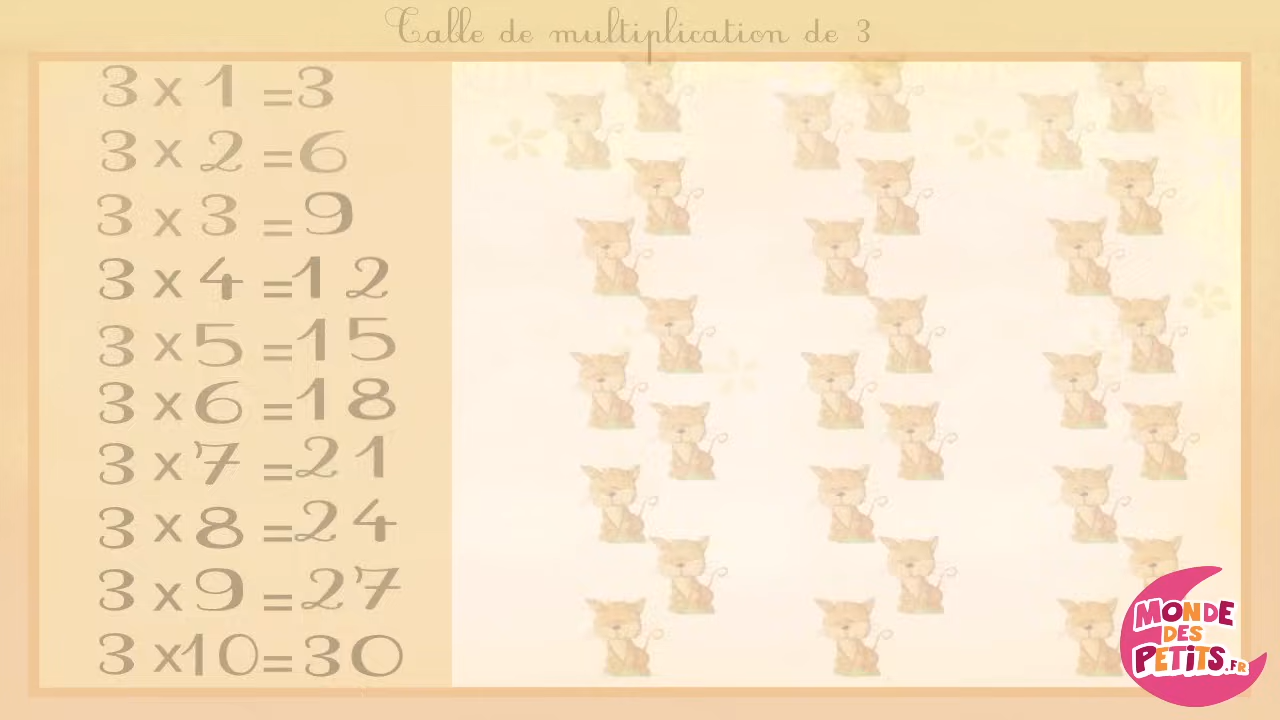 Table de multiplication de 3
3 x 1 =3
3 x 2 =6
3 x 3 =9
3 x 4 =12
3 x 5 =15
3 x 6 =18
3 x 7 =21
3 x 8 =24
3 x 9 =27
3 x10=30
MONDE
DES
PETITS.FR